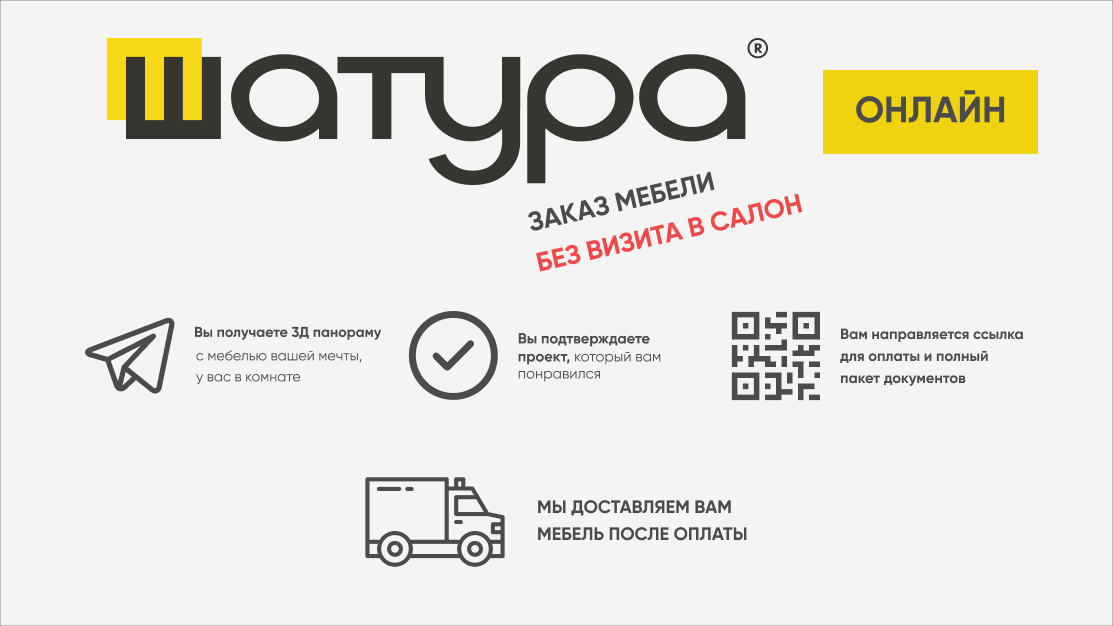 шатура®
ОНЛАЙН
ЗАКАЗ МЕБЕЛИ
БЕЗ ВИЗИТА В САЛОН
Вы получаете 3Д панораму
с мебелью вашей мечты,
у вас в комнате
Вы подтверждаете
проект, который вам
понравился
Вам направляется ссылка
для оплаты и полный
пакет документов
МЫ ДОСТАВЛЯЕМ ВАМ
МЕБЕЛЬ ПОСЛЕ ОПЛАТЫ